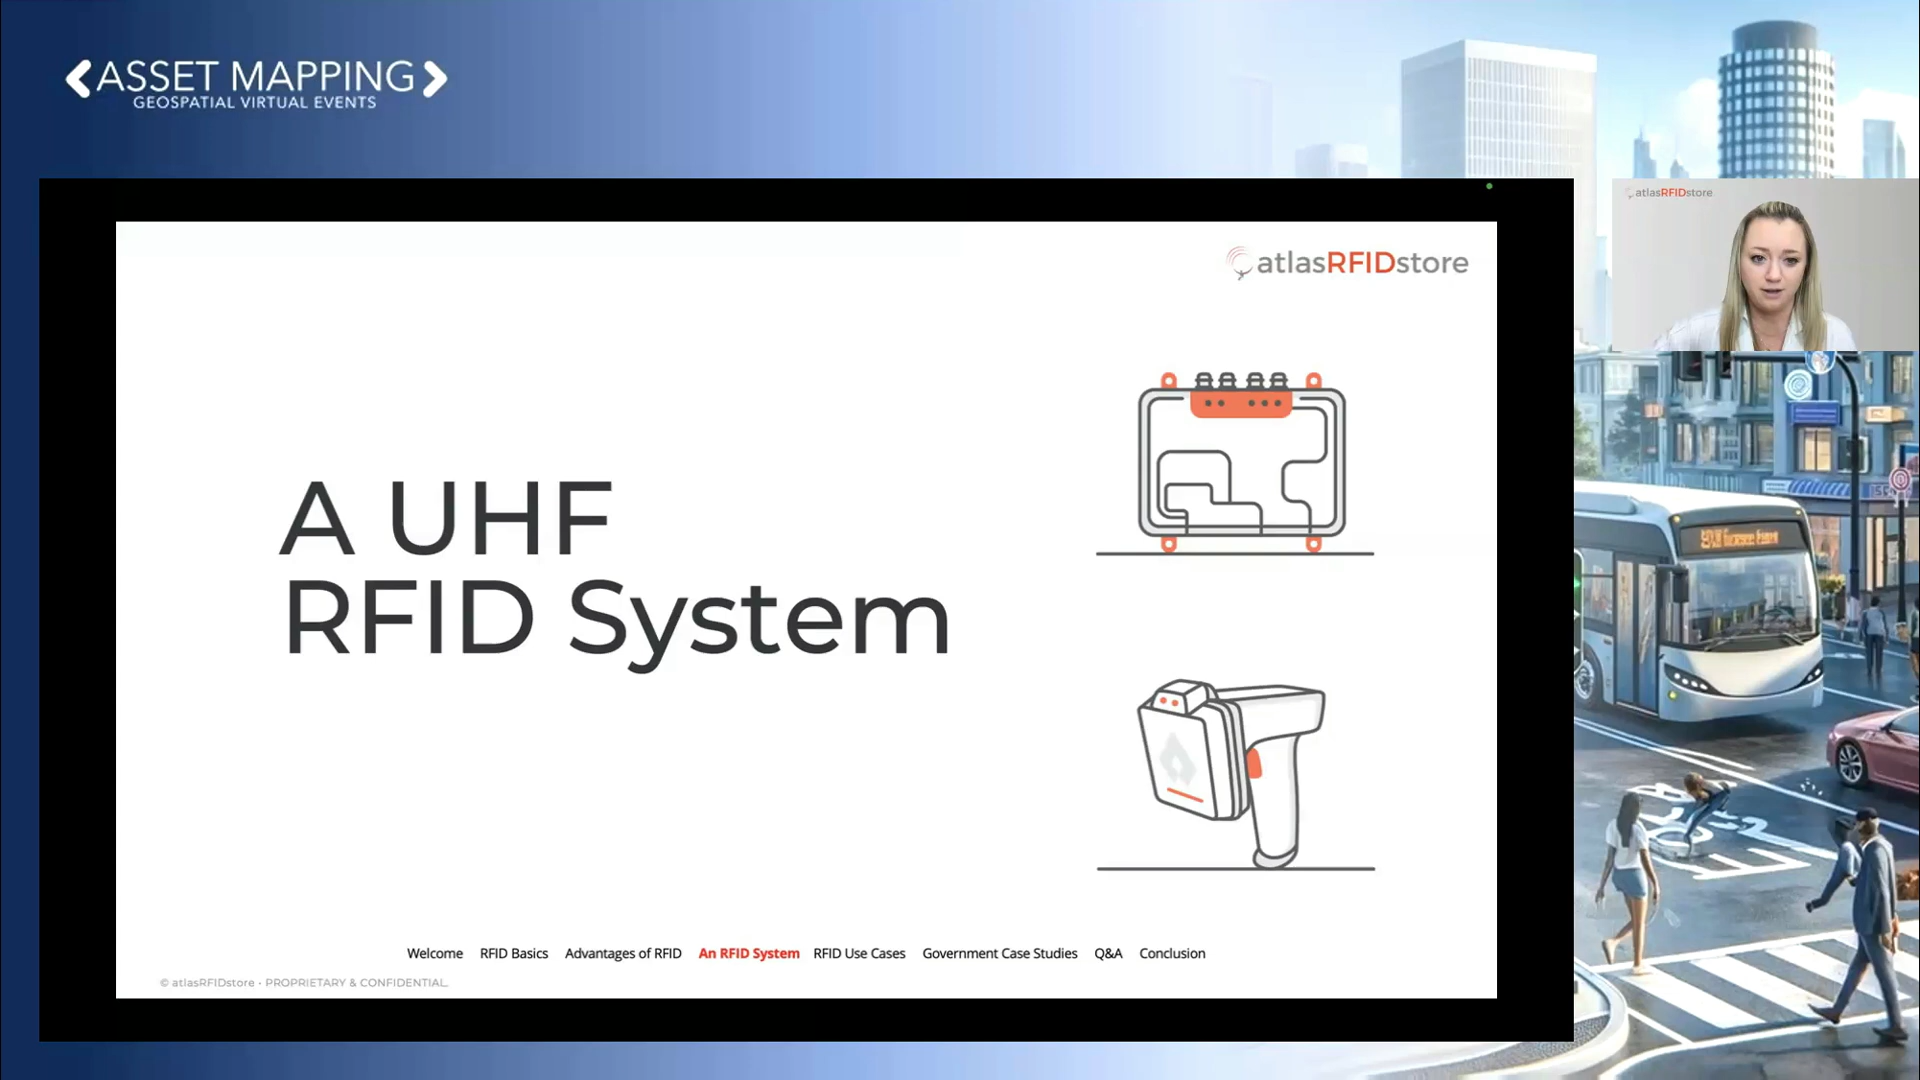 ASSET MAPPING
GEOSPATIAL VIRTUAL EVENTS
atlasRFIDstore
atlasRFIDstore
A UHF
RFID System
Welcome RFID Basics Advantages of RFID An RFID System RFID Use Cases Government Case Studies Q&A Conclusion
© atlasRFIDstore • PROPRIETARY & CONFIDENTIAL.